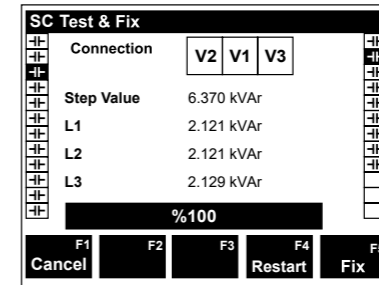 SC Test & Fix
Connection V2 V1 V3
Step Value 6.370 kVAr
L1 2.121 kVAr
L2 2.121 kVAr
L3 2.129 kVAr
%100
F1 F2 F3 F4 F5
Cancel Restart Fix